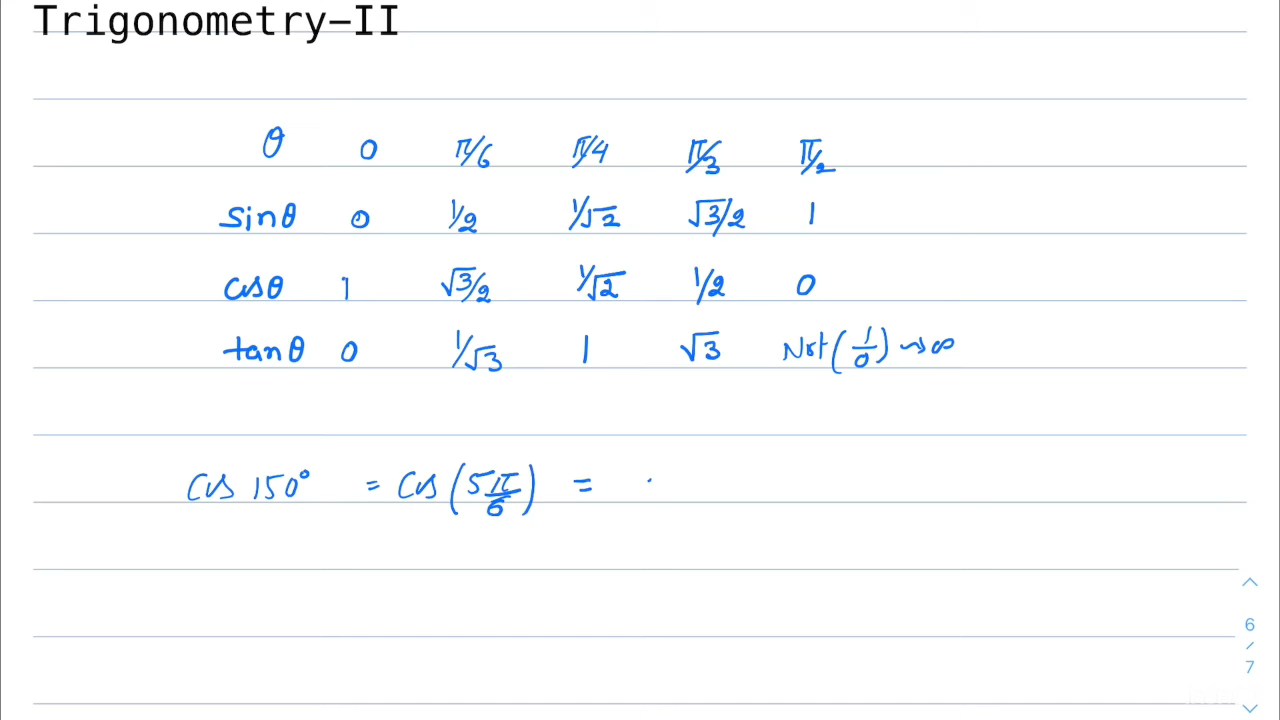 Trigonometry-II
θ 0 π/6 π/4 π/3 π/2
sinθ 0 1/2 1/√2 √3/2 1
cosθ 1 √3/2 1/√2 1/2 0
tanθ 0 1/√3 1 √3 Not(1/0) → ∞
cos 150° = cos(5π/6) =
6
/
7